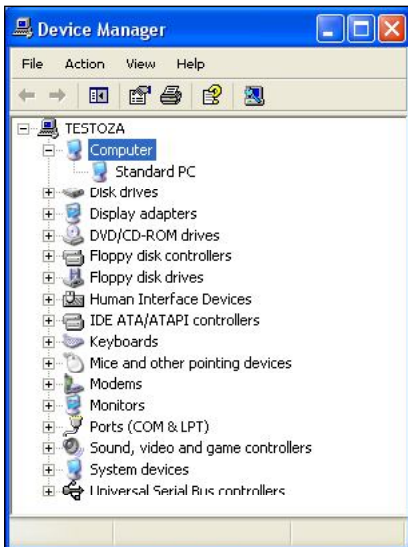 Device Manager
File Action View Help
TESTOZA
Computer
Standard PC
Disk drives
Display adapters
DVD/CD-ROM drives
Floppy disk controllers
Floppy disk drives
Human Interface Devices
IDE ATA/ATAPI controllers
Keyboards
Mice and other pointing devices
Modems
Monitors
Ports (COM & LPT)
Sound, video and game controllers
System devices
Universal Serial Bus controllers